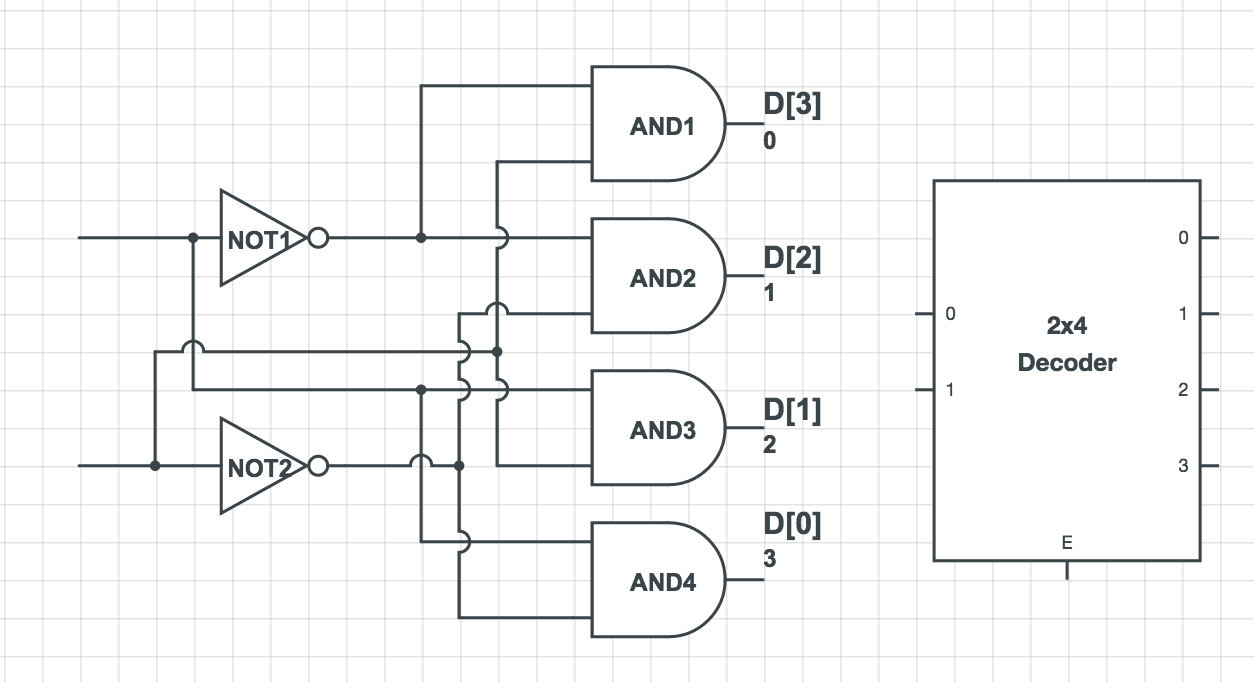 AND1
D[3]
0
NOT1
AND2
D[2]
1
AND3
D[1]
2
NOT2
AND4
D[0]
3
0
1
2x4
Decoder
0
1
2
3
E